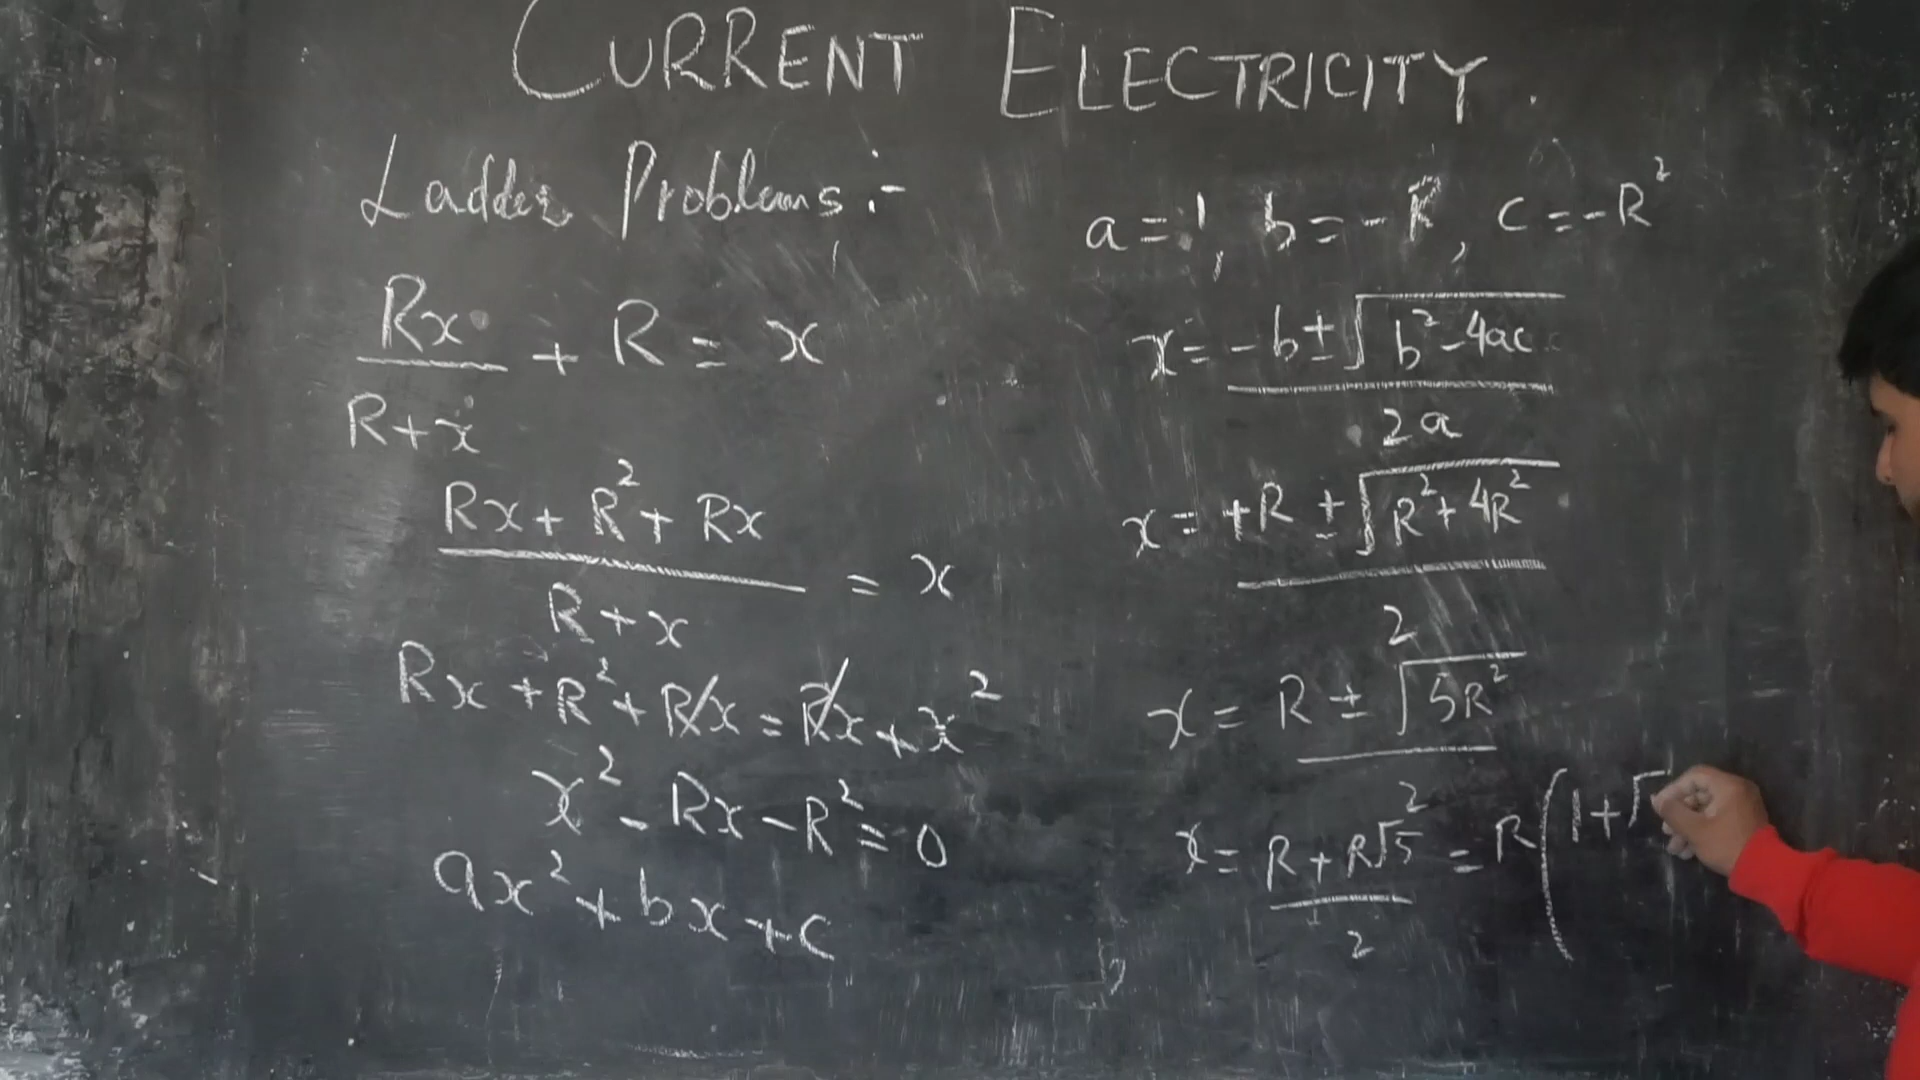 CURRENT ELECTRICITY.
Ladder Problems :-
Rx
—— + R = x
R+x
Rx + R² + Rx
—————— = x
R + x
Rx + R² + Rx = Rx + x²
x² - Rx - R² = 0
ax² + bx + c
a = 1, b = -R, c = -R²
x = -b ± √b² - 4ac
——————
2a
x = +R ± √R² + 4R²
——————
2
x = R ± √5R²
——————
2
x = R + R√5 = R(1+√
——————
2